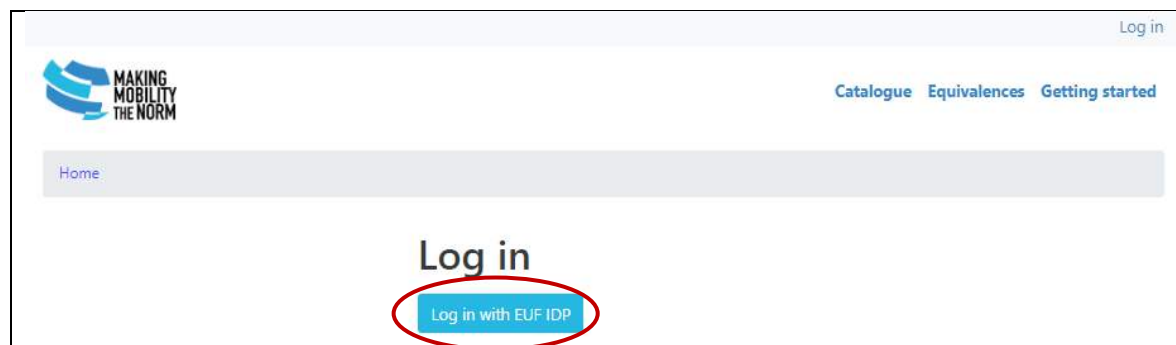 Log in
MAKING
MOBILITY
THE NORM
Catalogue Equivalences Getting started
Home
Log in
Log in with EUF IDP